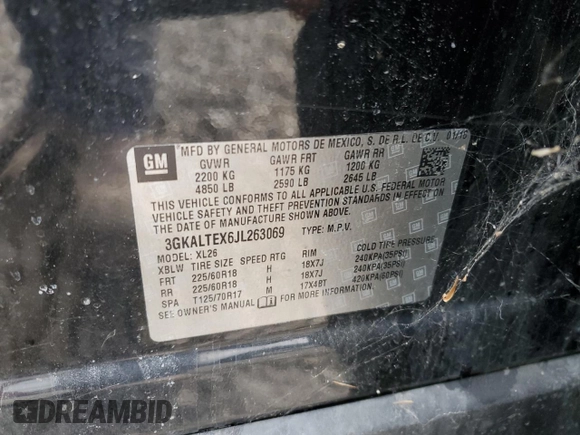 GM
MFD BY GENERAL MOTORS DE MEXICO, S. DE R.L. DE C.V. 01/18
GVWR GAWR FRT GAWR RR
2200 KG 1175 KG 1200 KG
4850 LB 2590 LB 2645 LB
THIS VEHICLE CONFORMS TO ALL APPLICABLE U.S. FEDERAL MOTOR
VEHICLE SAFETY AND THEFT PREVENTION STANDARDS IN EFFECT ON
THE DATE OF MANUFACTURE SHOWN ABOVE.
3GKALTEX6JL263069 TYPE: M.P.V.
MODEL: XL26
XBLW TIRE SIZE SPEED RTG RIM COLD TIRE PRESSURE
FRT 225/60R18 H 18X7J 240KPA(35PSI)
RR 225/60R18 H 18X7J 240KPA(35PSI)
SPA T125/70R17 M 17X4BT 420KPA(60PSI)
SEE OWNER'S MANUAL FOR MORE INFORMATION.
DREAMBID